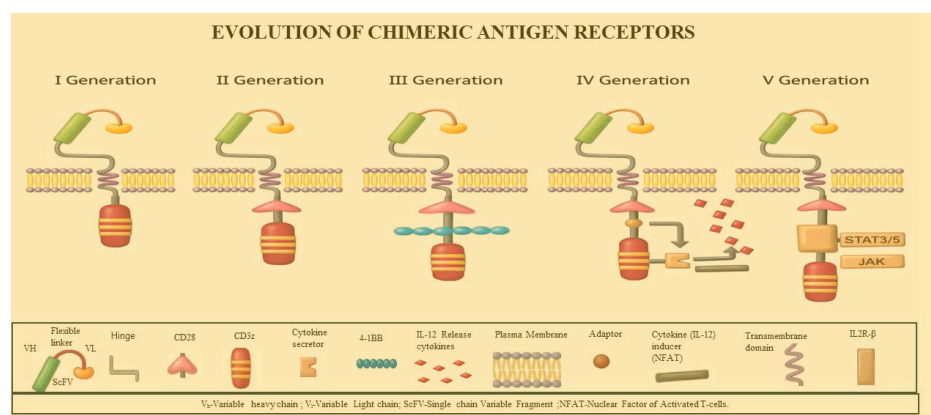 EVOLUTION OF CHIMERIC ANTIGEN RECEPTORS
I Generation
II Generation
III Generation
IV Generation
V Generation
STAT3/5
JAK
Flexible
linker
VH
VL
ScFV
Hinge
CD28
CD3z
Cytokine
secretor
4-1BB
IL-12 Release
cytokines
Plasma Membrane
Adaptor
Cytokine (IL-12)
inducer
(NFAT)
Transmembrane
domain
IL2R-β
-Variable heavy chain ; -Variable Light chain; ScFV-Single chain Variable Fragment ;NFAT-Nuclear Factor of Activated T-cells.